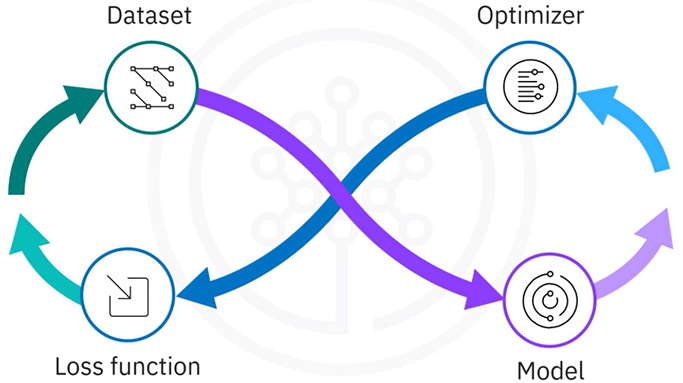 Dataset
Optimizer
Loss function
Model